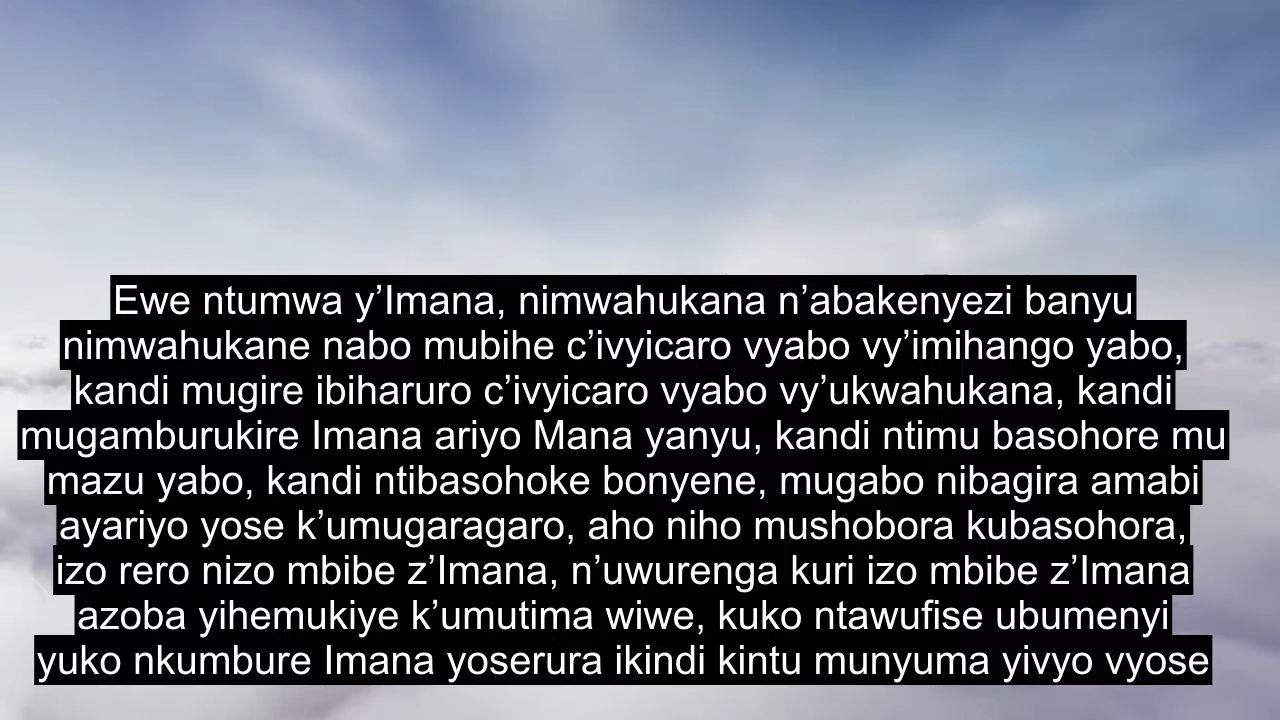 Ewe ntumwa y’Imana, nimwahukana n’abakenyezi banyu
nimwahukane nabo mubihe c’ivyicaro vyabo vy’imihango yabo,
kandi mugire ibiharuro c’ivyicaro vyabo vy’ukwahukana, kandi
mugamburukire Imana ariyo Mana yanyu, kandi ntimu basohore mu
mazu yabo, kandi ntibasohoke bonyene, mugabo nibagira amabi
ayariyo yose k’umugaragaro, aho niho mushobora kubasohora,
izo rero nizo mbibe z’Imana, n’uwurenga kuri izo mbibe z’Imana
azoba yihemukiye k’umutima wiwe, kuko ntawufise ubumenyi
yuko nkumbure Imana yoserura ikindi kintu munyuma yivyo vyose